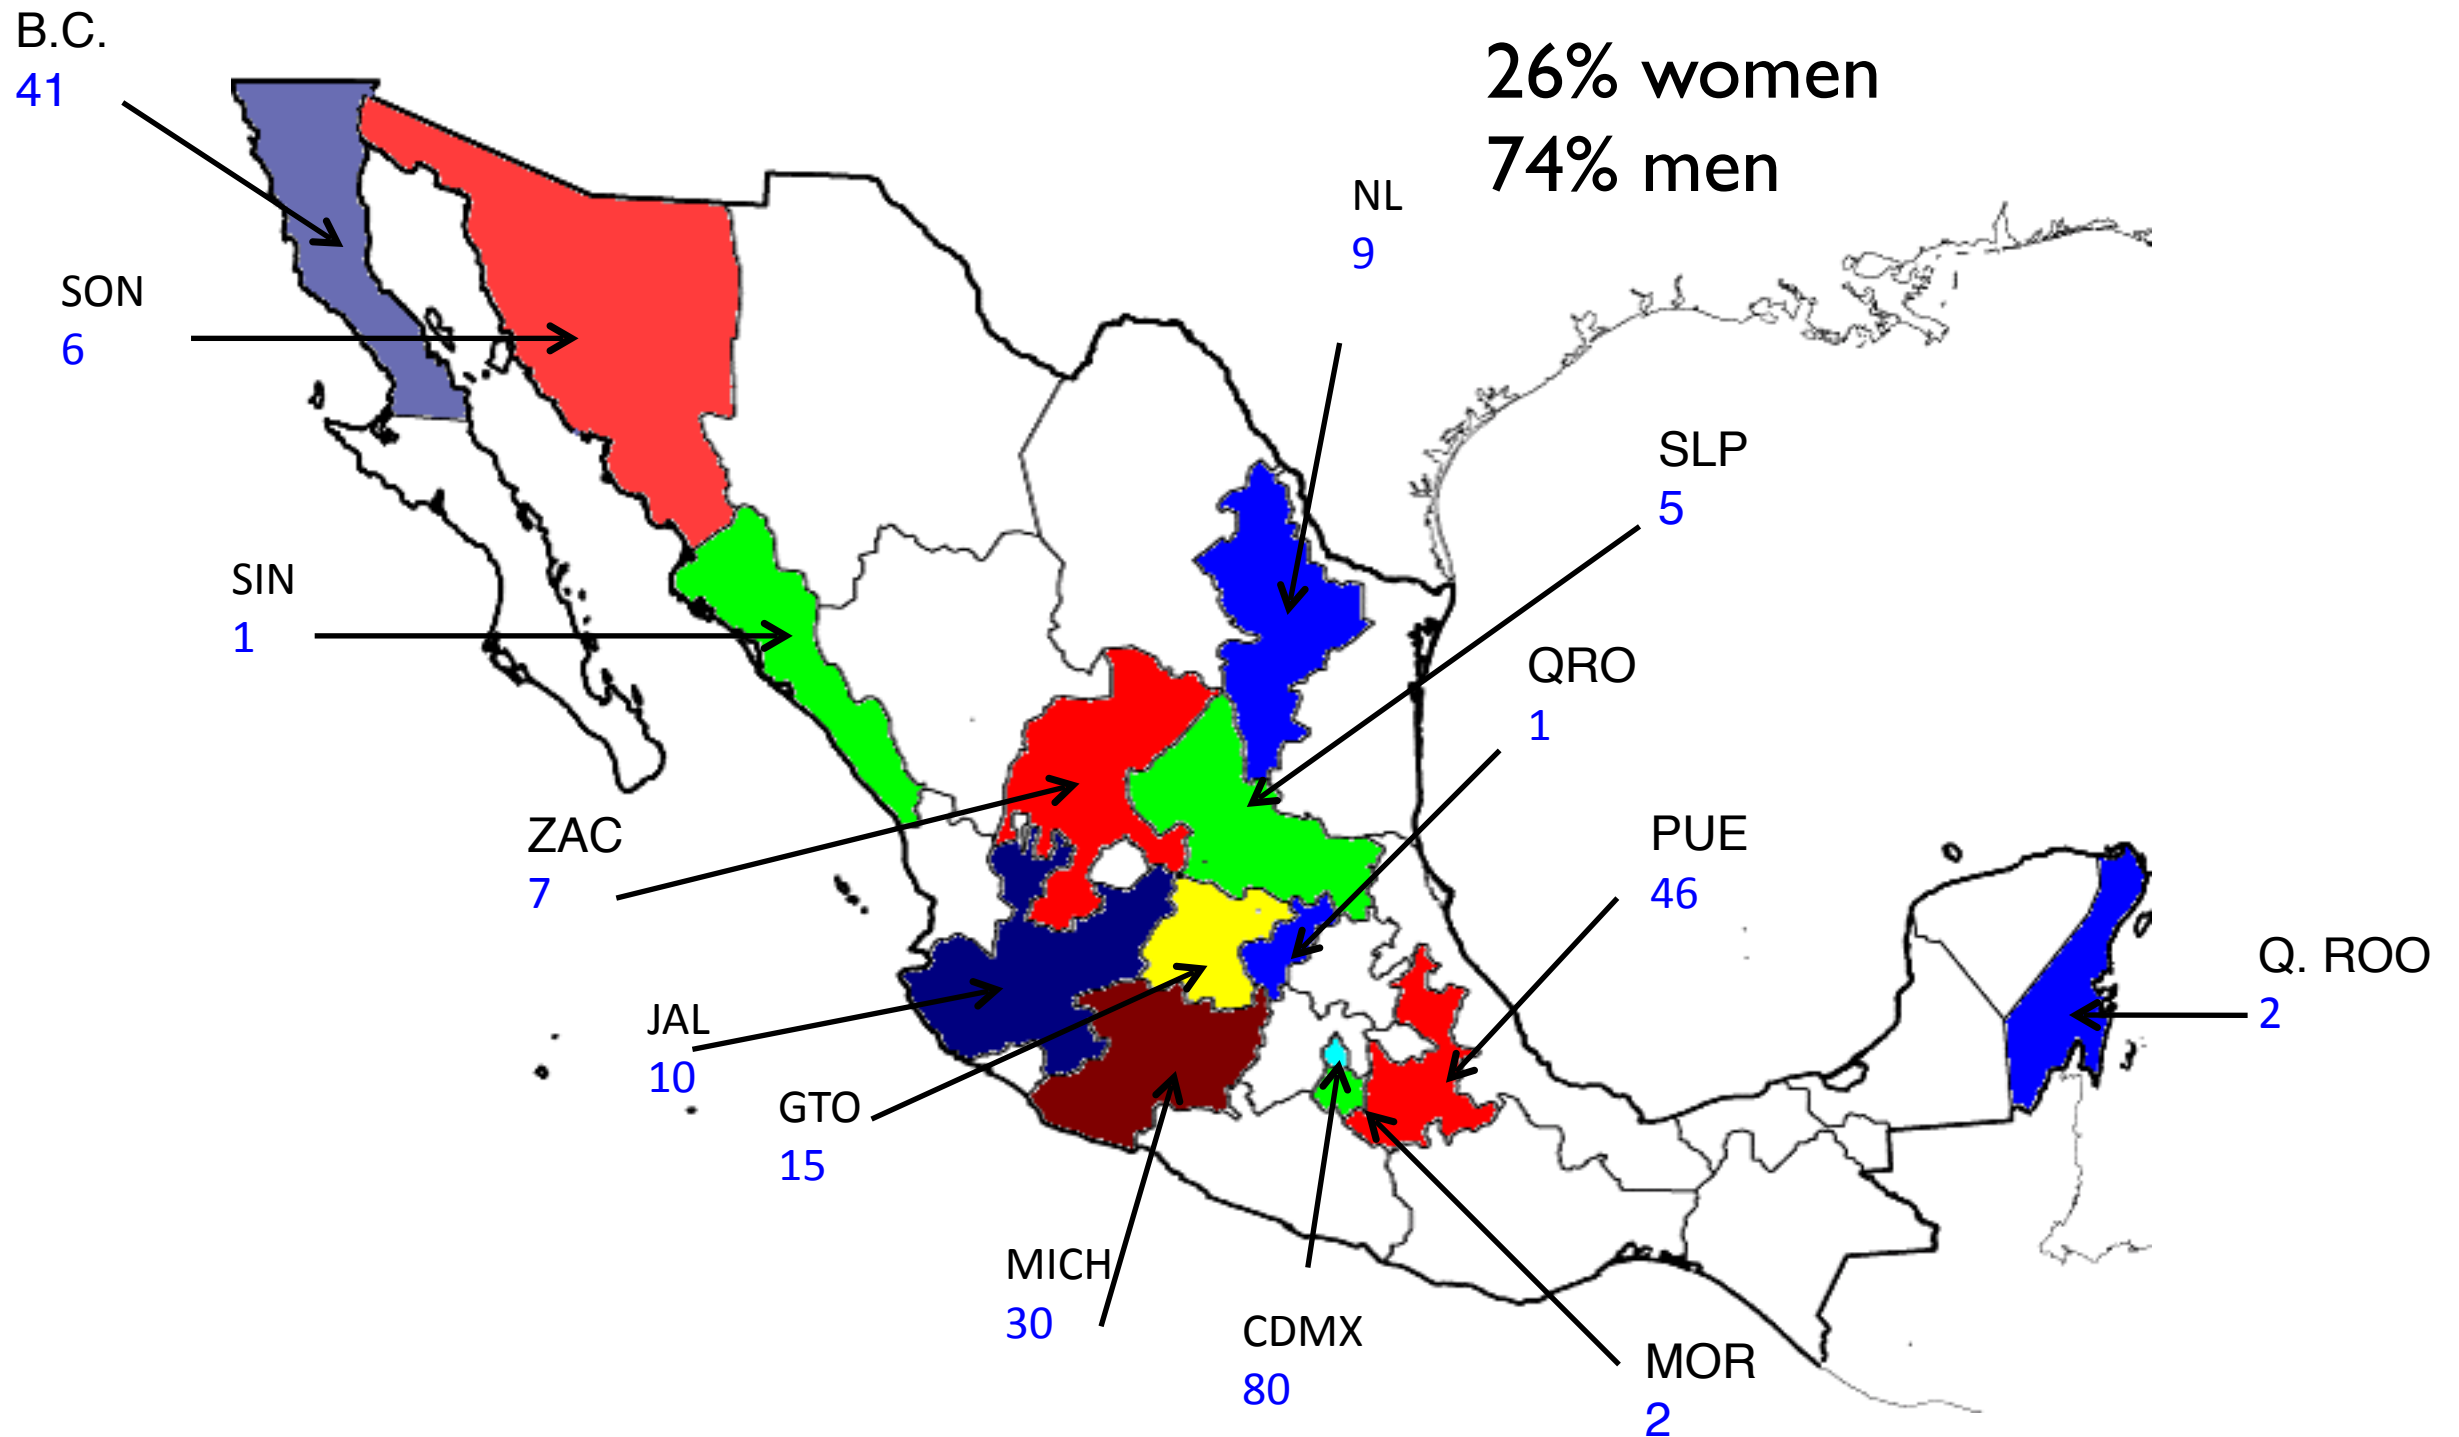 B.C.
41
26% women
74% men
NL
9
SON
6
SLP
5
SIN
1
QRO
1
ZAC
7
PUE
46
Q. ROO
2
JAL
10
GTO
15
MICH
30
CDMX
80
MOR
2